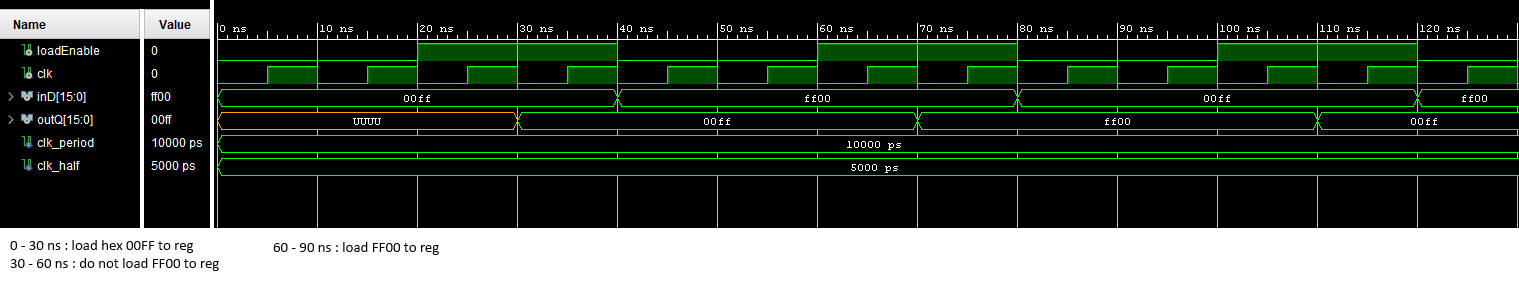 Name Value
0 ns 10 ns 20 ns 30 ns 40 ns 50 ns 60 ns 70 ns 80 ns 90 ns 100 ns 110 ns 120 ns
loadEnable 0
clk 0
inD[15:0] ff00 00ff ff00 00ff ff00
outQ[15:0] 00ff UUUU 00ff ff00 00ff
clk_period 10000 ps 10000 ps
clk_half 5000 ps 5000 ps
0 - 30 ns : load hex 00FF to reg
30 - 60 ns : do not load FF00 to reg
60 - 90 ns : load FF00 to reg